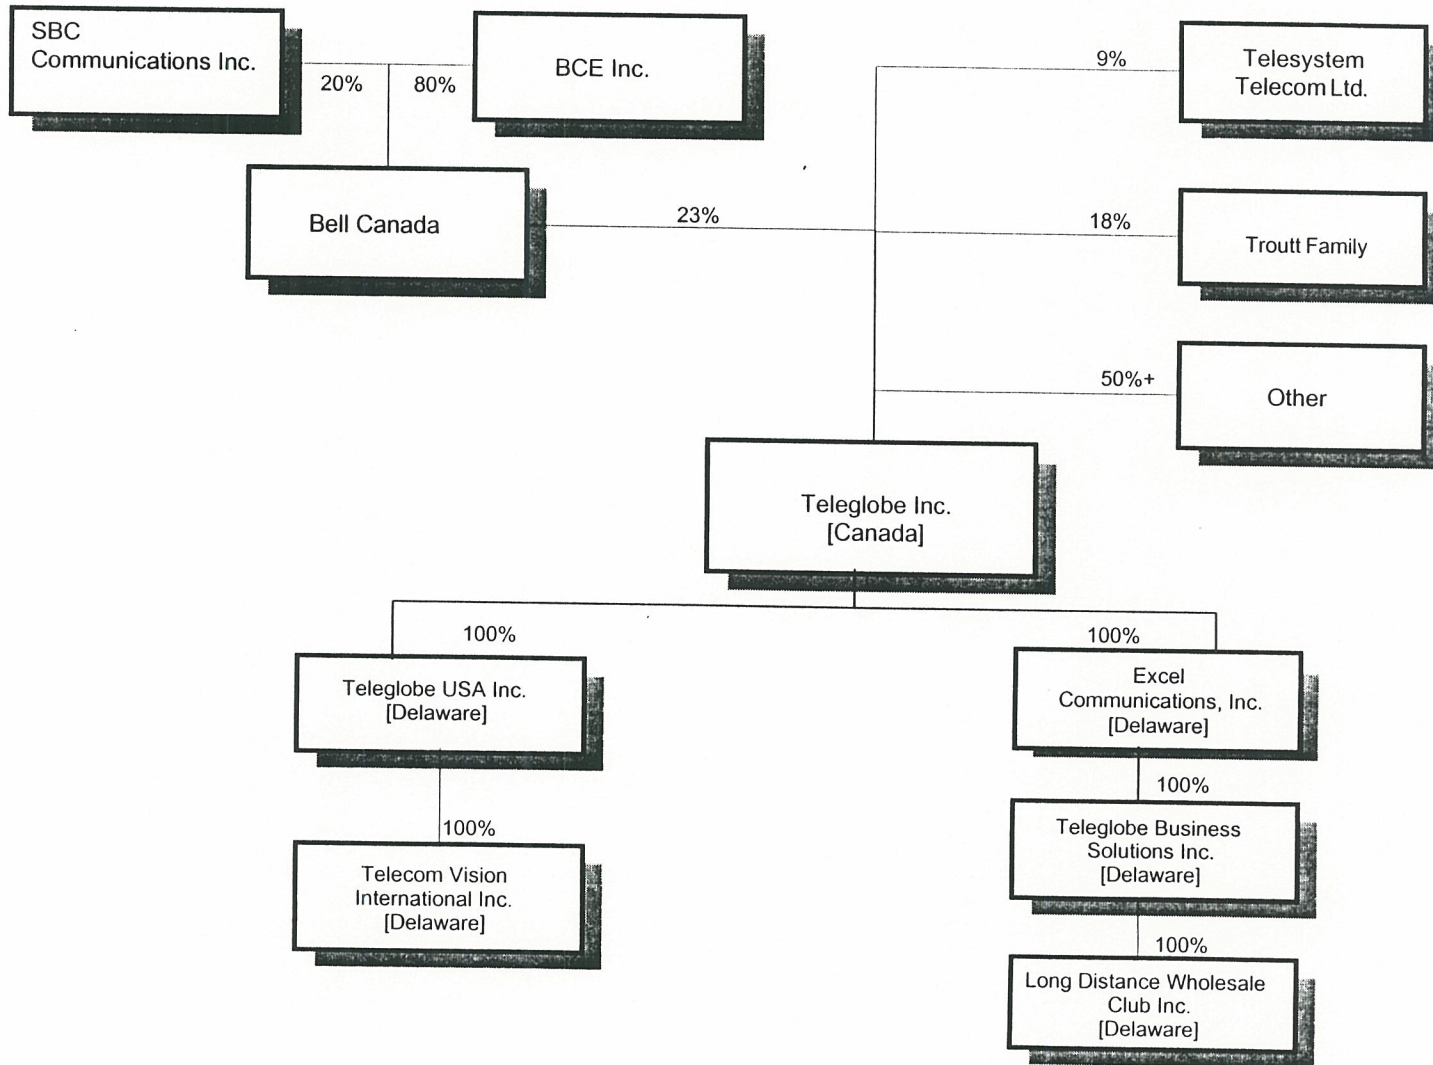 SBC
Communications Inc.
20%
80%
BCE Inc.
9%
Telesystem
Telecom Ltd.
Bell Canada
23%
18%
Troutt Family
50%+
Other
Teleglobe Inc.
[Canada]
100%
100%
Teleglobe USA Inc.
[Delaware]
Excel
Communications, Inc.
[Delaware]
100%
100%
Telecom Vision
International Inc.
[Delaware]
Teleglobe Business
Solutions Inc.
[Delaware]
100%
Long Distance Wholesale
Club Inc.
[Delaware]